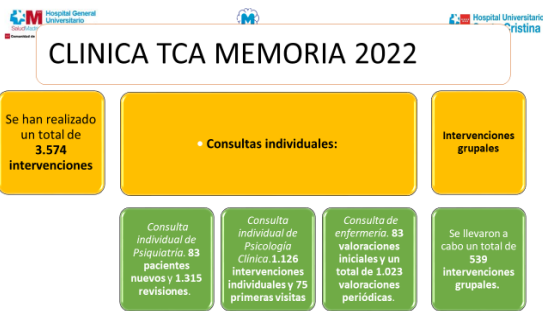 Hospital General
Universitario
SaludMadrid
Comunidad de
Hospital Universitario
Cristina
CLINICA TCA MEMORIA 2022
Se han realizado
un total de
3.574
intervenciones
• Consultas individuales:
Intervenciones
grupales
Consulta
individual de
Psiquiatría. 83
pacientes
nuevos y 1.315
revisiones.
Consulta
individual de
Psicología
Clínica.1.126
intervenciones
individuales y 75
primeras visitas
Consulta de
enfermería. 83
valoraciones
iniciales y un
total de 1.023
valoraciones
periódicas.
Se llevaron a
cabo un total de
539
intervenciones
grupales.